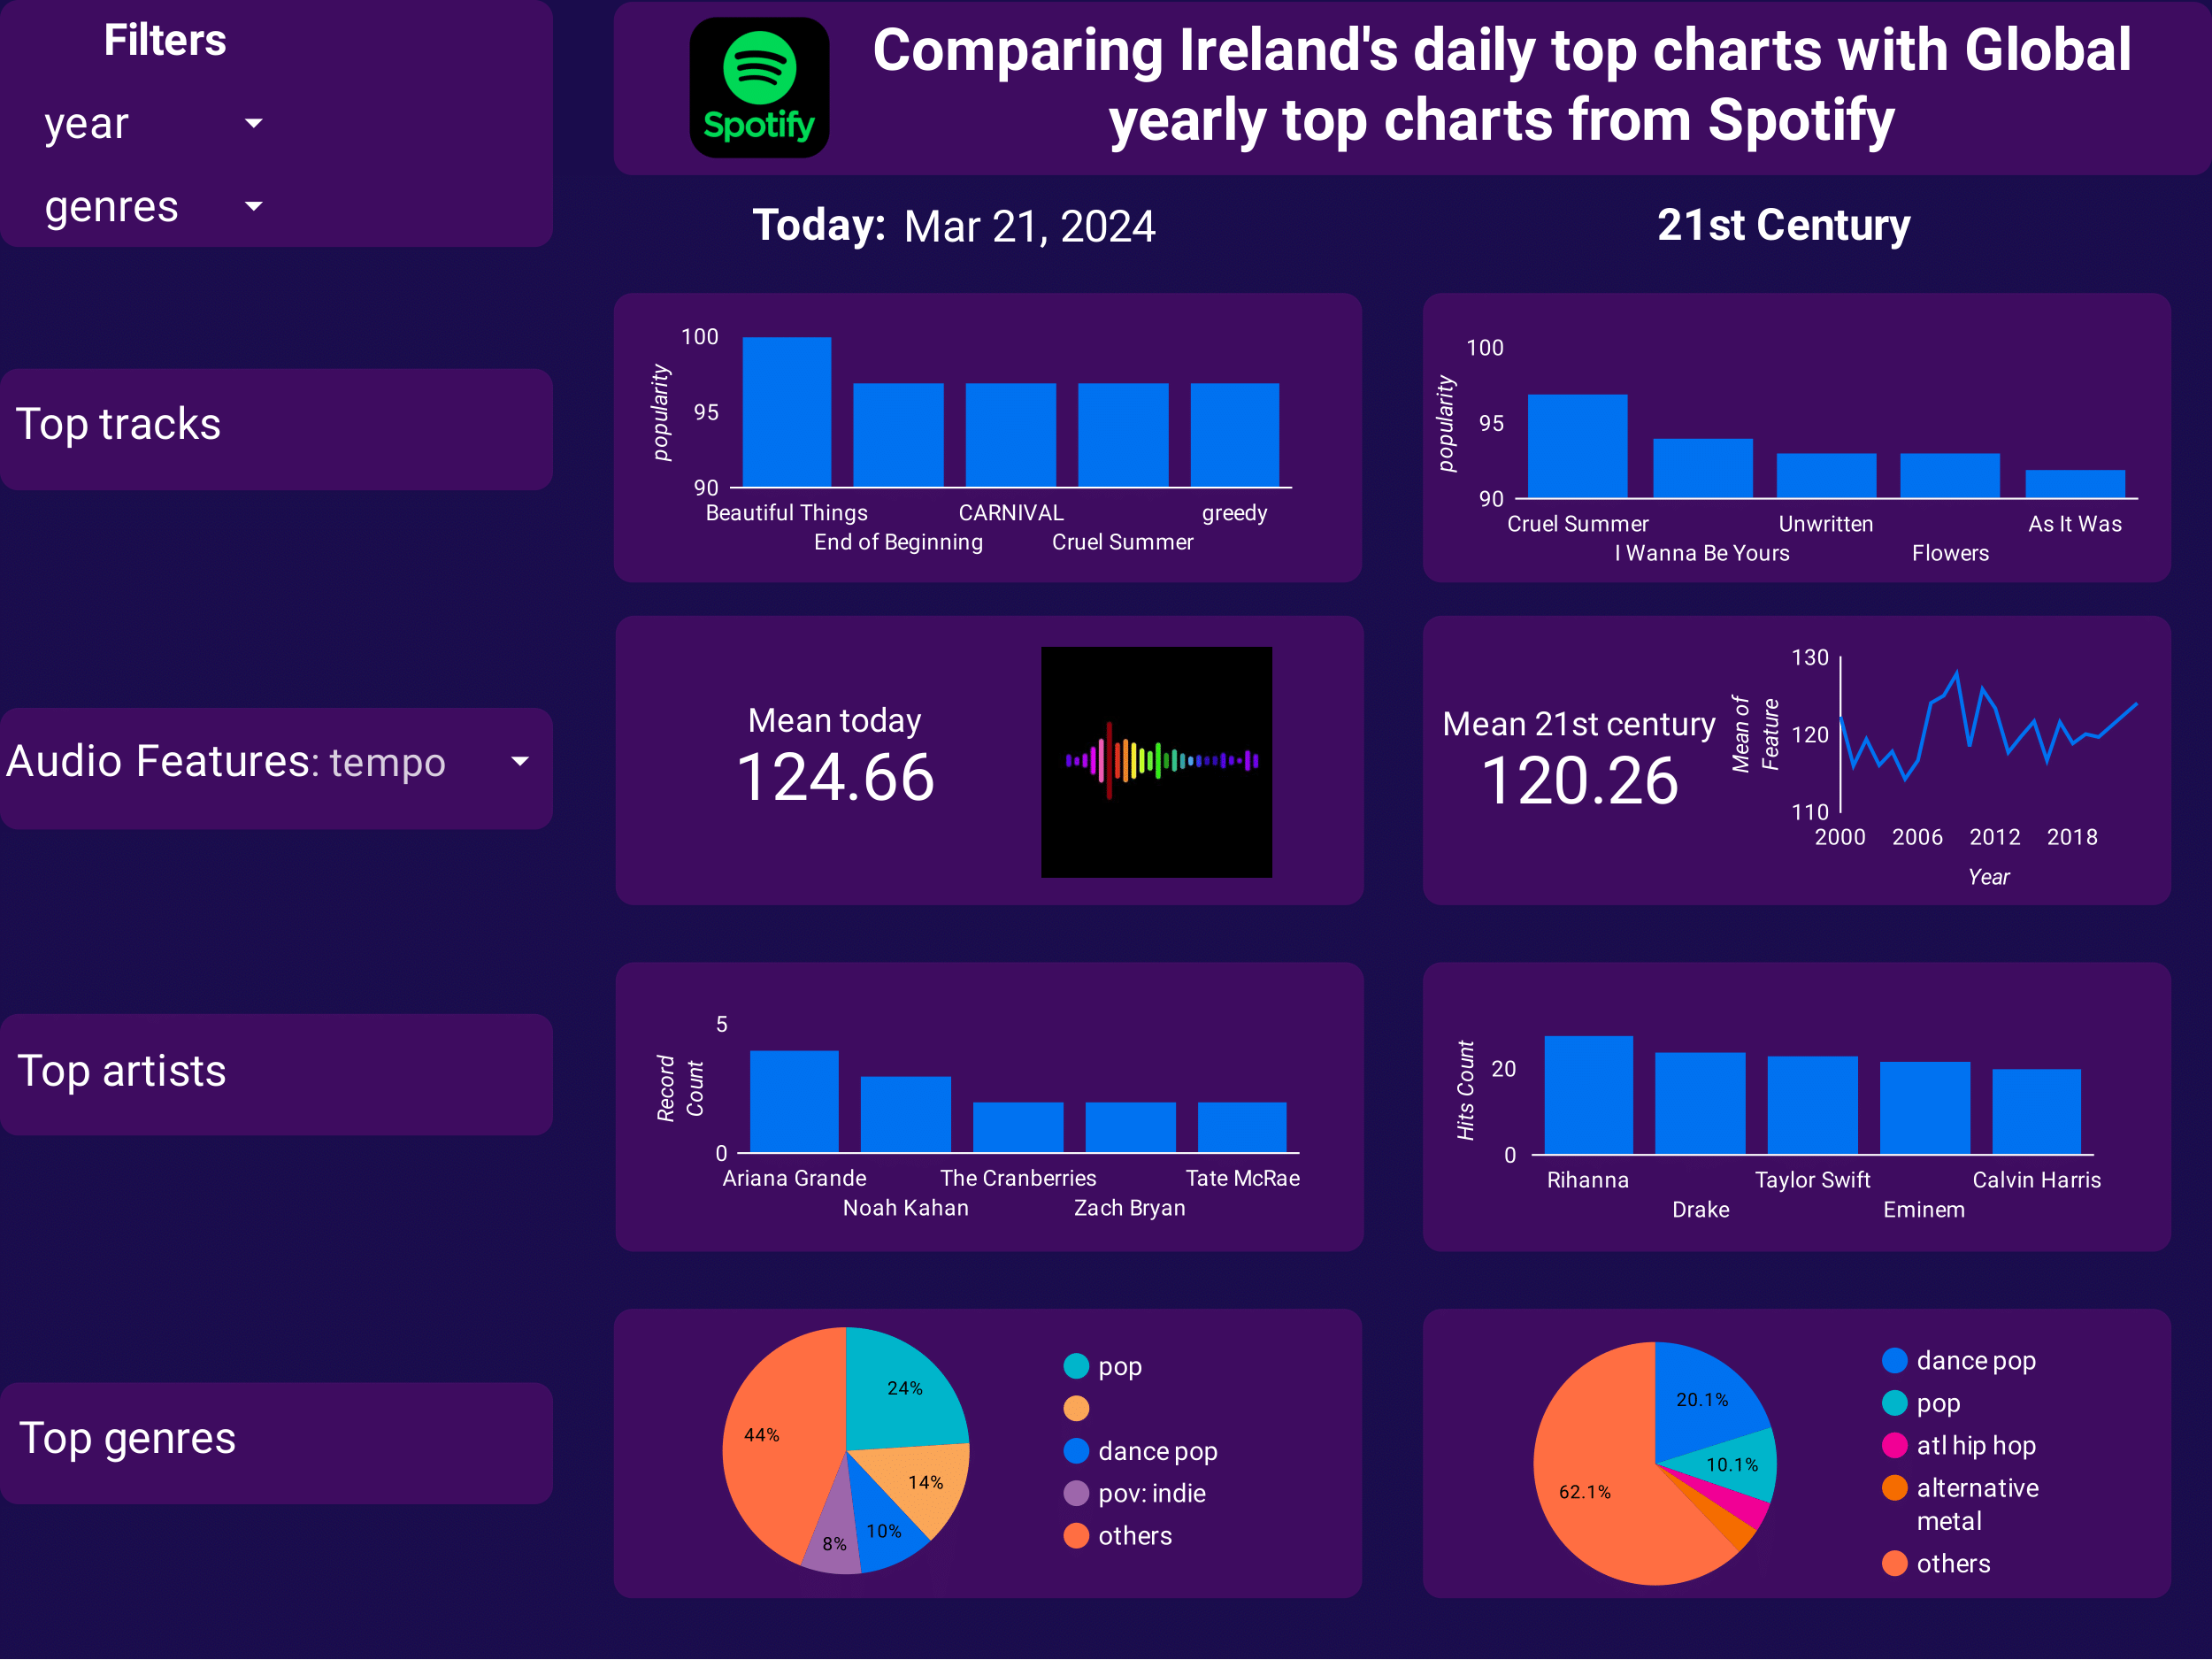 Filters
year
genres
Spotify
Comparing Ireland's daily top charts with Global
yearly top charts from Spotify
Today: Mar 21, 2024
21st Century
Top tracks
popularity
100
95
90
Beautiful Things
End of Beginning
CARNIVAL
Cruel Summer
greedy
popularity
100
95
90
Cruel Summer
I Wanna Be Yours
Unwritten
Flowers
As It Was
Audio Features: tempo
Mean today
124.66
Mean 21st century
120.26
Mean of
Feature
130
120
110
2000 2006 2012 2018
Year
Top artists
Record
Count
5
0
Ariana Grande
Noah Kahan
The Cranberries
Zach Bryan
Tate McRae
Hits Count
20
0
Rihanna
Drake
Taylor Swift
Eminem
Calvin Harris
Top genres
24%
14%
10%
8%
44%
pop
dance pop
pov: indie
others
20.1%
10.1%
62.1%
dance pop
pop
atl hip hop
alternative
metal
others